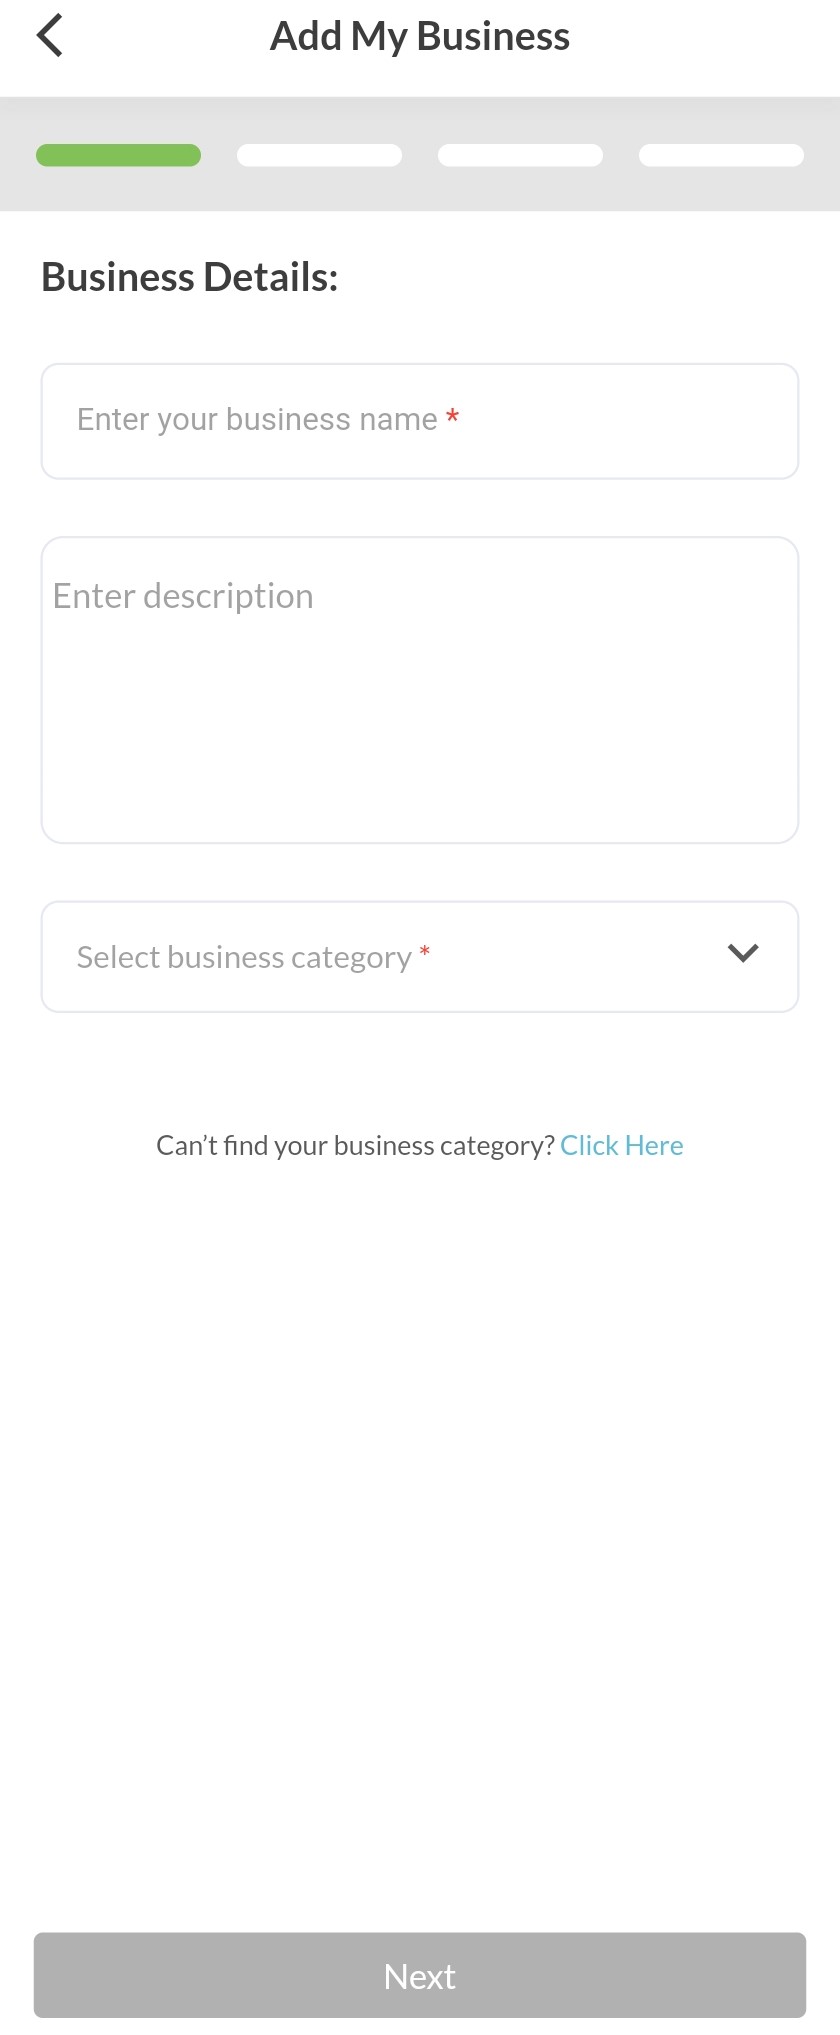 Add My Business
Business Details:
Enter your business name *
Enter description
Select business category *
Can’t find your business category? Click Here
Next